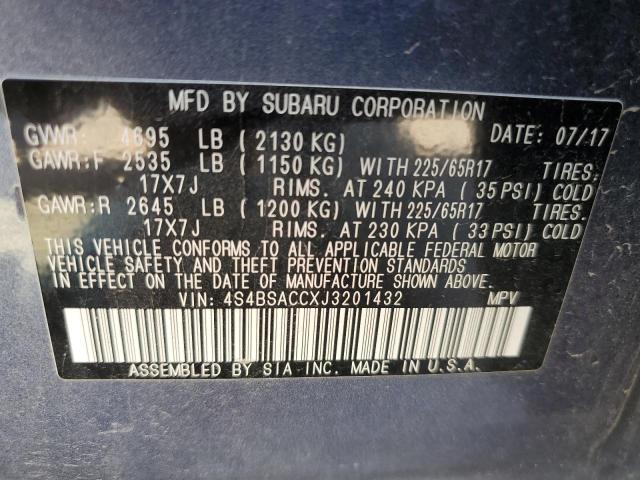 MFD BY SUBARU CORPORATION
GVWR: 4695 LB ( 2130 KG) DATE: 07/17
GAWR:F 2535 LB ( 1150 KG) WITH 225/65R17 TIRES.
17X7J RIMS. AT 240 KPA ( 35 PSI) COLD
GAWR:R 2645 LB ( 1200 KG) WITH 225/65R17 TIRES.
17X7J RIMS. AT 230 KPA ( 33 PSI) COLD
THIS VEHICLE CONFORMS TO ALL APPLICABLE FEDERAL MOTOR
VEHICLE SAFETY AND THEFT PREVENTION STANDARDS
IN EFFECT ON THE DATE OF MANUFACTURE SHOWN ABOVE.
VIN: 4S4BSACCXJ3201432 MPV
ASSEMBLED BY SIA INC. MADE IN U.S.A.